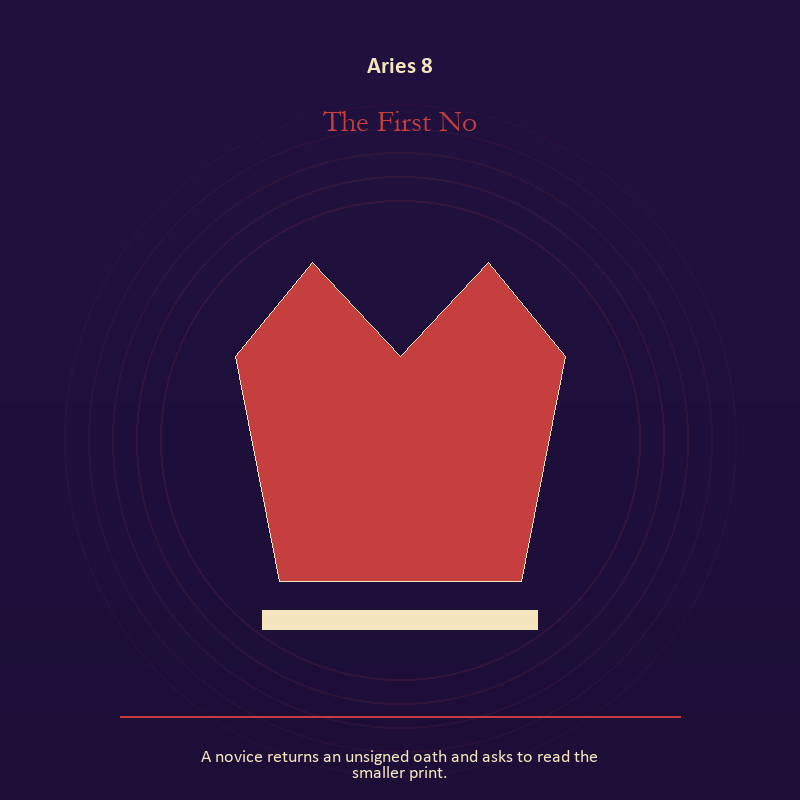 Aries 8
The First No
A novice returns an unsigned oath and asks to read the
smaller print.